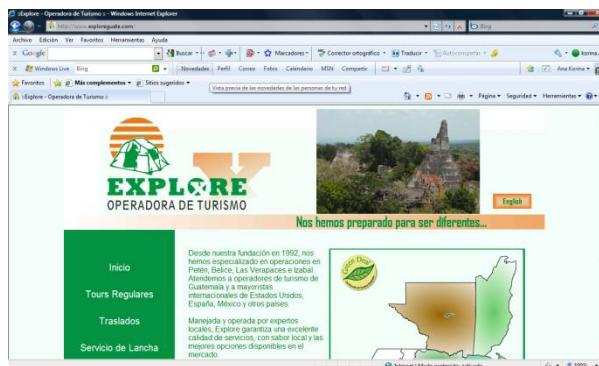 :Explore - Operadora de Turismo :: - Windows Internet Explorer
http://www.exploreguate.com/
Bing
Archivo Edición Ver Favoritos Herramientas Ayuda
Google Buscar Marcadores Corrector ortográfico Traducir Autocompletar korina.
Windows Live Bing Novedades Perfil Correo Fotos Calendario MSN Compartir Ana Korina
Favoritos Más complementos Sitios sugeridos
Vista previa de las novedades de las personas de tu red
:Explore - Operadora de Turismo :: Página Seguridad Herramientas
EXPLORE
OPERADORA DE TURISMO
X
English
Nos hemos preparado para ser diferentes...
Inicio
Tours Regulares
Traslados
Servicio de Lancha
Desde nuestra fundación en 1992, nos
hemos especializado en operaciones en
Petén, Belice, Las Verapaces e Izabal.
Atendemos a operadores de turismo de
Guatemala y a mayoristas
internacionales de Estados Unidos,
España, México y otros países.
Manejada y operada por expertos
locales, Explore garantiza una excelente
calidad de servicios, con sabor local y las
mejores opciones disponibles en el
mercado.
Green Deal